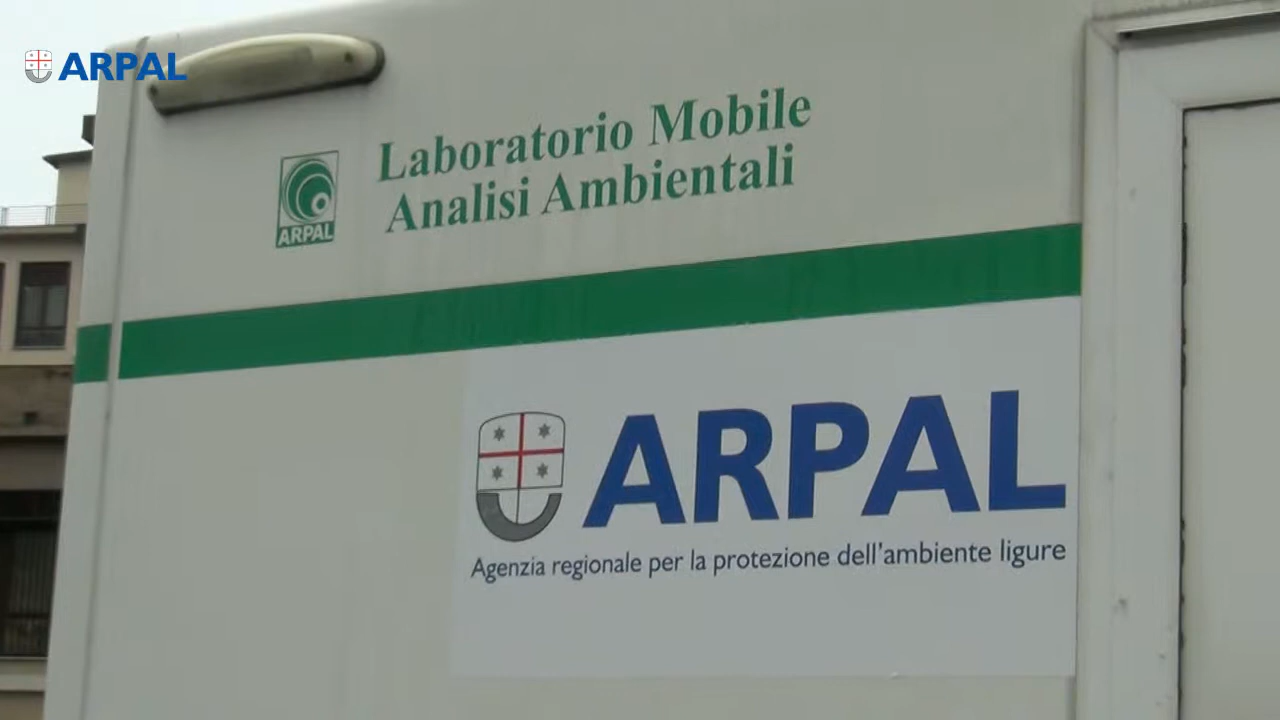 ARPAL
Laboratorio Mobile
Analisi Ambientali
ARPAL
ARPAL
Agenzia regionale per la protezione dell'ambiente ligure